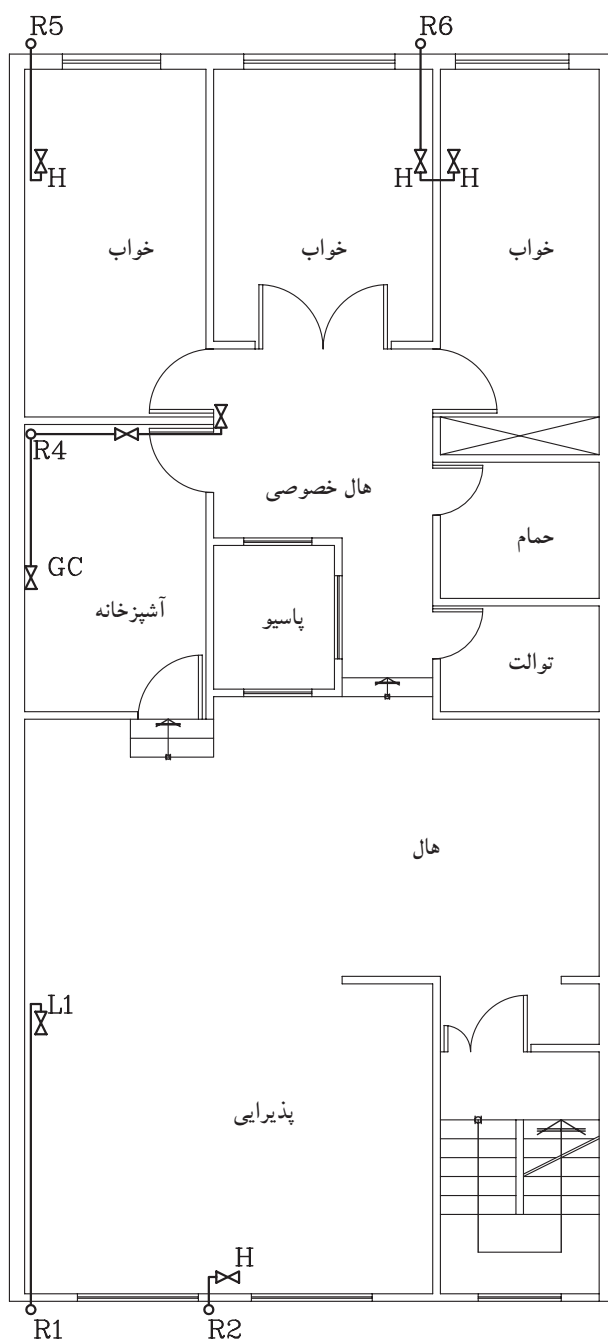 R5
R6
H
H
H
خواب
خواب
خواب
R4
هال خصوصی
حمام
GC
آشپزخانه
پاسیو
توالت
هال
L1
پذیرایی
H
R1
R2